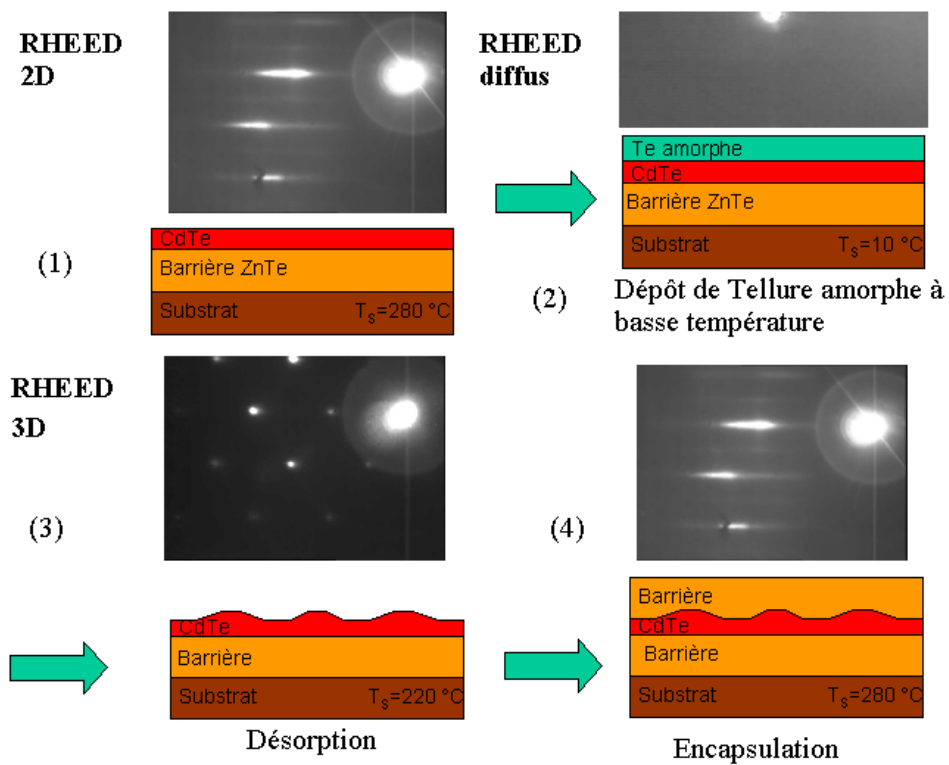 RHEED
2D
CdTe
Barrière ZnTe
Substrat Ts=280 °C
(1)
RHEED
diffus
Te amorphe
CdTe
Barrière ZnTe
Substrat Ts=10 °C
(2)
Dépôt de Tellure amorphe à
basse température
RHEED
3D
(3)
CdTe
Barrière
Substrat Ts=220 °C
Désorption
(4)
Barrière
CdTe
Barrière
Substrat Ts=280 °C
Encapsulation